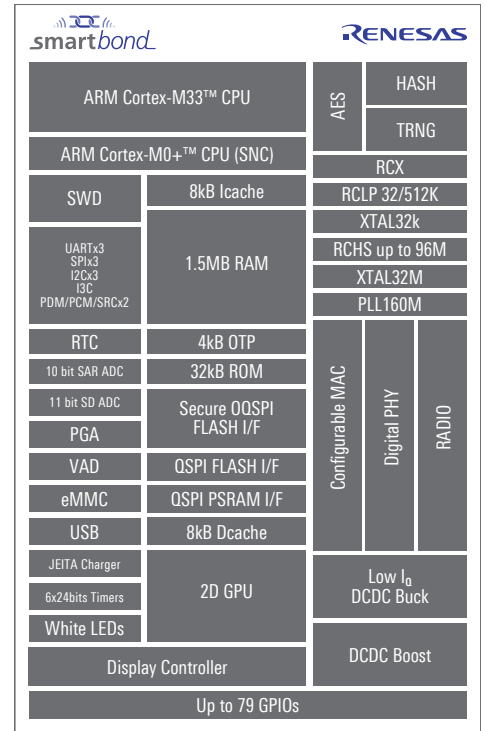 smartbond
RENESAS
ARM Cortex-M33™ CPU
ARM Cortex-M0+™ CPU (SNC)
SWD
8kB Icache
UARTx3
SPIx3
I2Cx3
I3C
PDM/PCM/SRCx2
1.5MB RAM
RTC
4kB OTP
10 bit SAR ADC
32kB ROM
11 bit SD ADC
Secure OQSPI
FLASH I/F
PGA
VAD
QSPI FLASH I/F
eMMC
QSPI PSRAM I/F
USB
8kB Dcache
JEITA Charger
2D GPU
6x24bits Timers
White LEDs
Display Controller
AES
HASH
TRNG
RCX
RCLP 32/512K
XTAL32k
RCHS up to 96M
XTAL32M
PLL160M
Configurable MAC
Digital PHY
RADIO
Low IQ
DCDC Buck
DCDC Boost
Up to 79 GPIOs